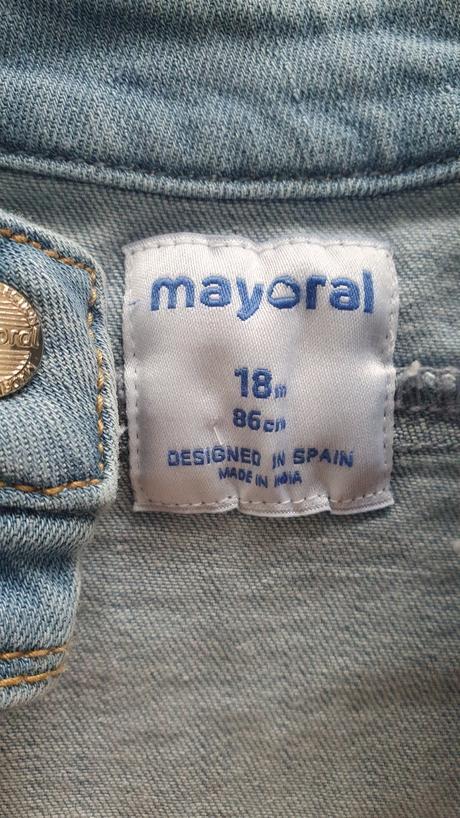 mayoral
18m
86cm
DESIGNED IN SPAIN
MADE IN INDIA